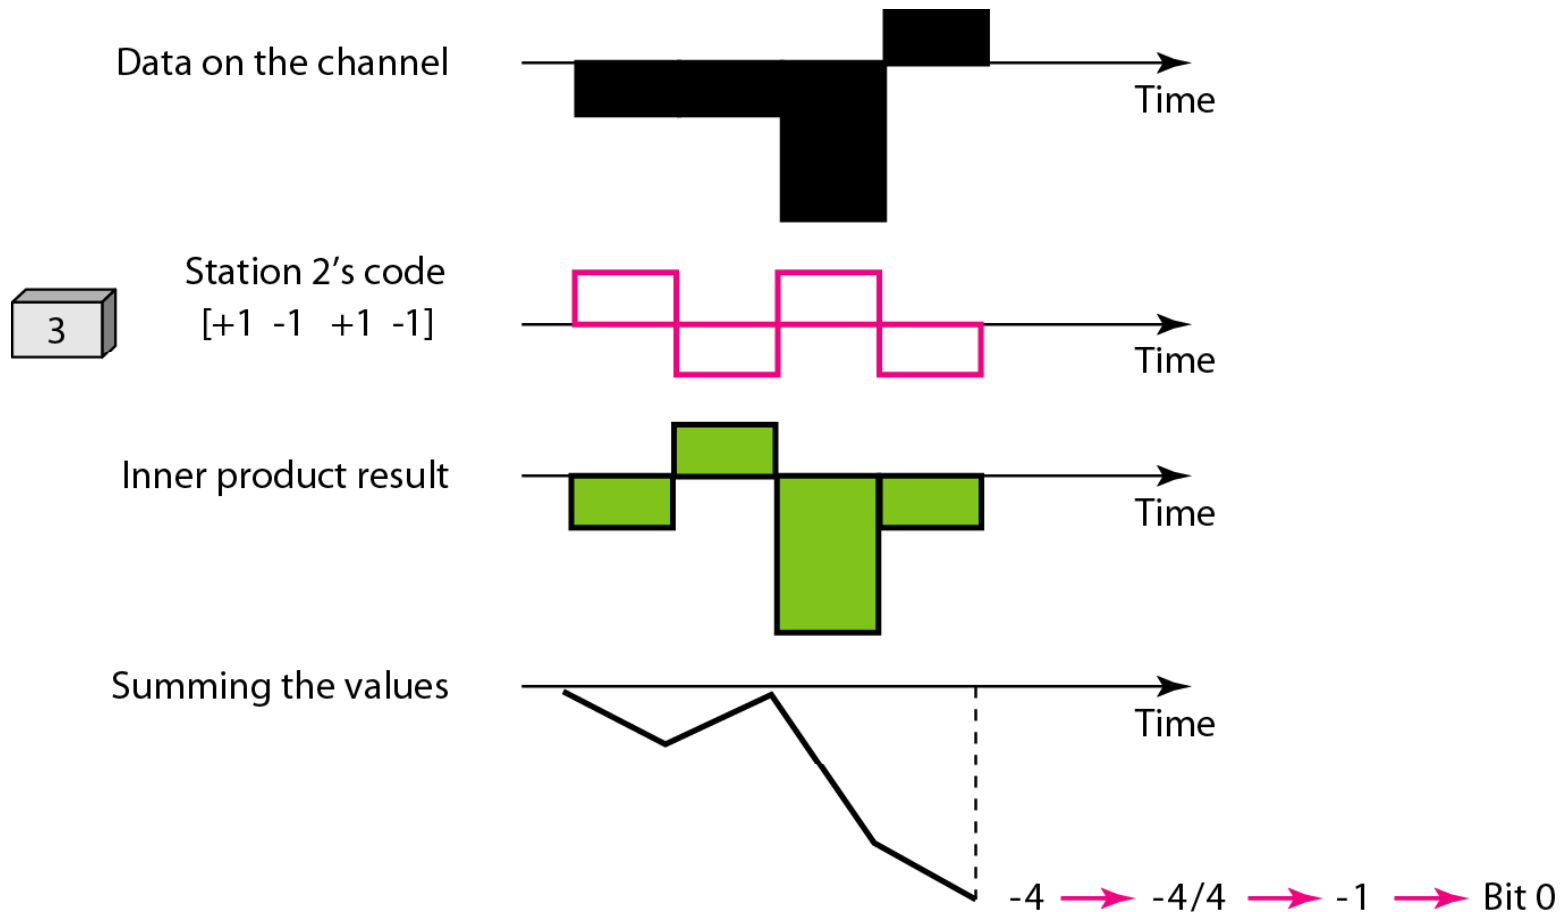 Data on the channel
Time
Station 2’s code
[+1 -1 +1 -1]
3
Time
Inner product result
Time
Summing the values
Time
-4 -4/4 -1 Bit 0